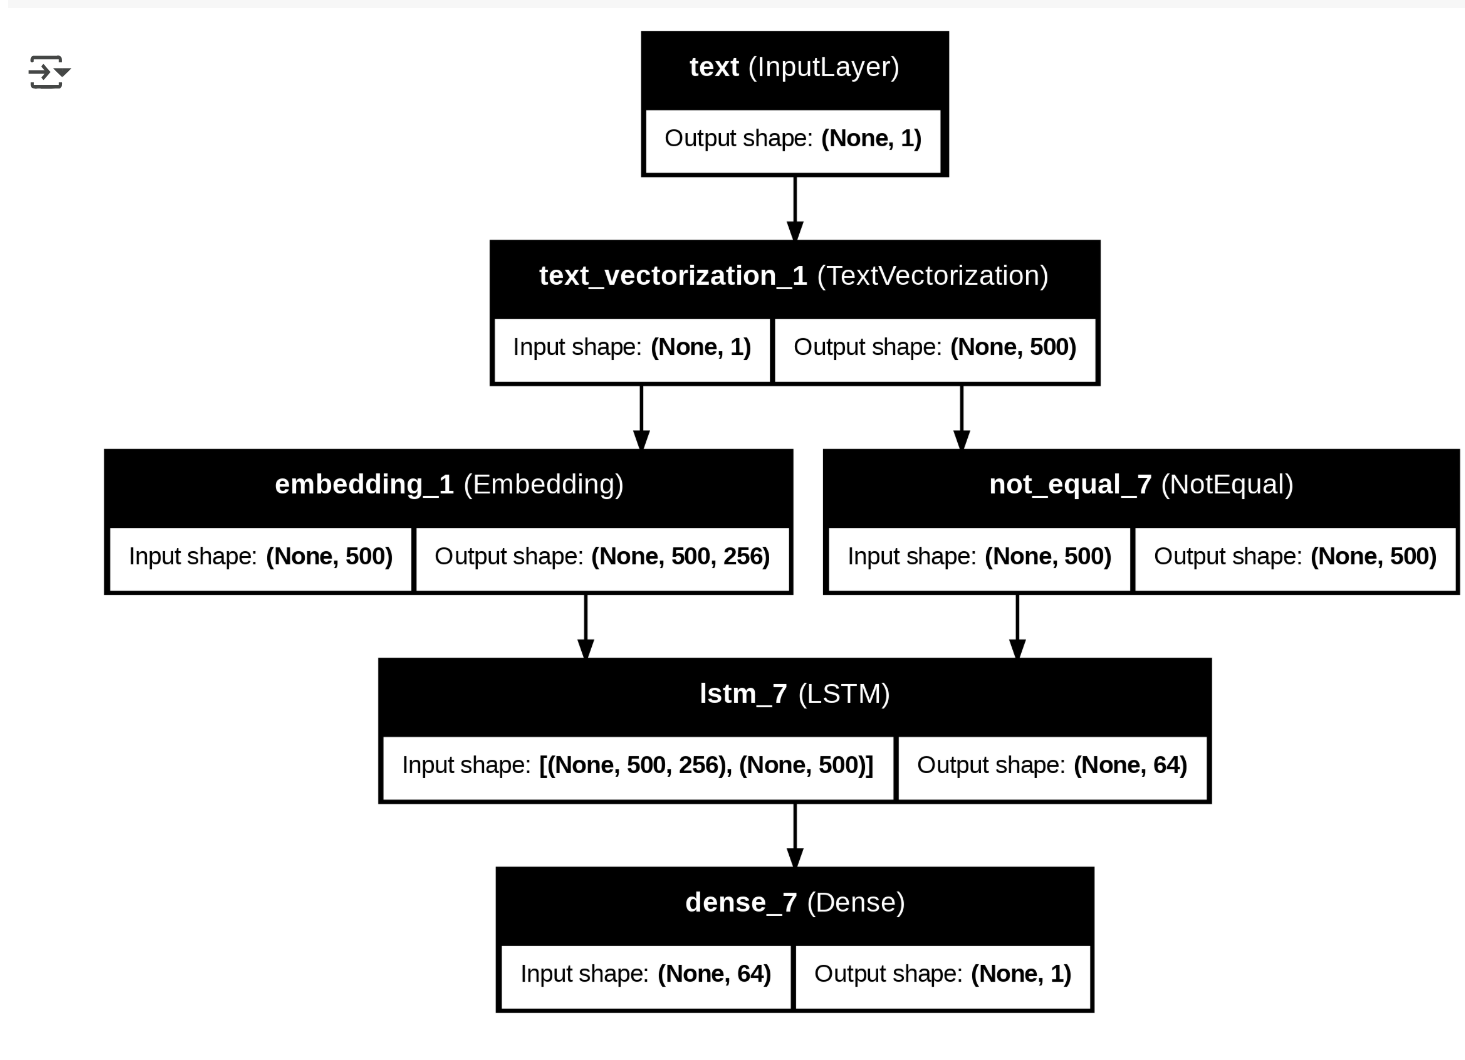 text (InputLayer)
Output shape: (None, 1)
text_vectorization_1 (TextVectorization)
Input shape: (None, 1)
Output shape: (None, 500)
embedding_1 (Embedding)
Input shape: (None, 500)
Output shape: (None, 500, 256)
not_equal_7 (NotEqual)
Input shape: (None, 500)
Output shape: (None, 500)
lstm_7 (LSTM)
Input shape: [(None, 500, 256), (None, 500)]
Output shape: (None, 64)
dense_7 (Dense)
Input shape: (None, 64)
Output shape: (None, 1)